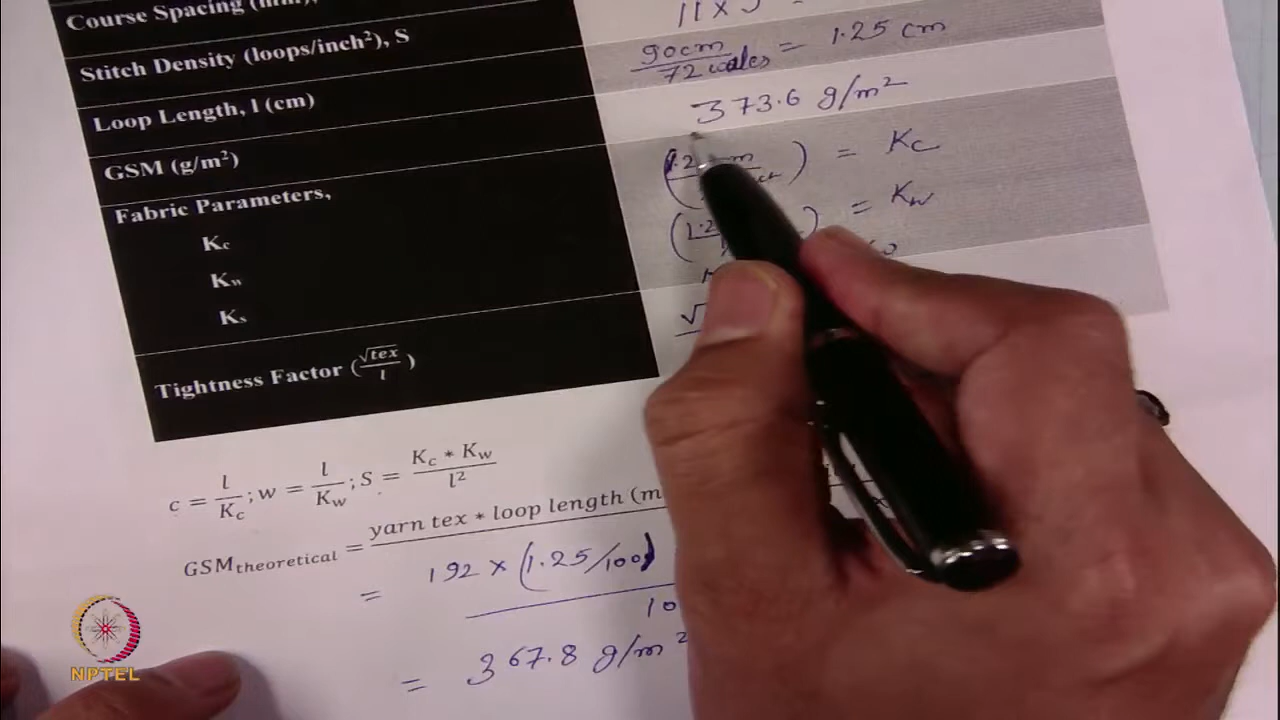 Course Spacing
11 x
Stitch Density (loops/inch², S
90cm / 72 wales = 1.25 cm
Loop Length, l (cm)
373.6 g/m²
GSM (g/m²)
Fabric Parameters,
= Kc
Kc
= Kw
Kw
Ks
Tightness Factor (√tex / l)
c = l / Kc ; w = l / Kw ; S = Kc * Kw / l²
GSMtheoretical = yarn tex * loop length (m
= 192 x (1.25/100)
10
= 367.8 g/m²
NPTEL